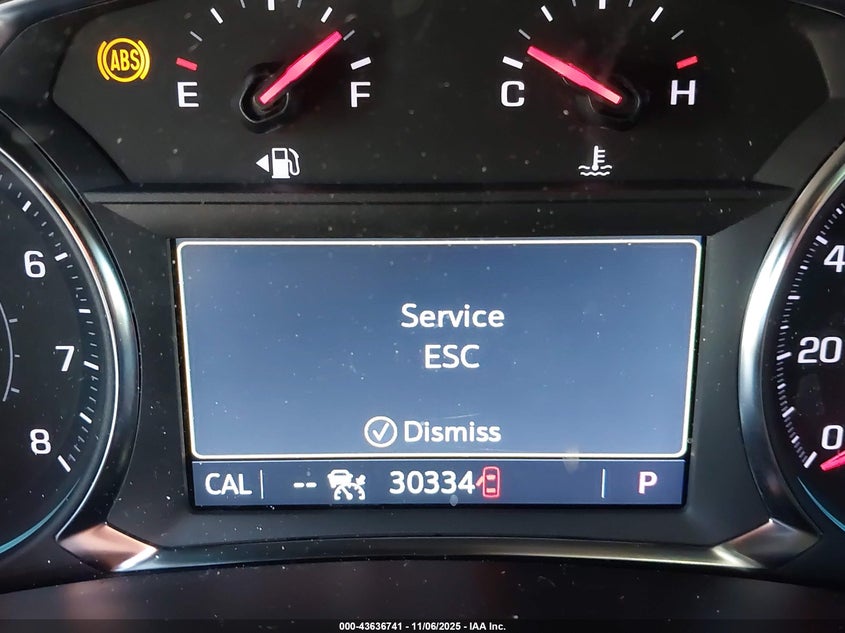 ABS
E F C H
6
7
8
4
20
0
Service
ESC
Dismiss
CAL -- 30334 P
000-43636741 - 11/06/2025 - IAA Inc.